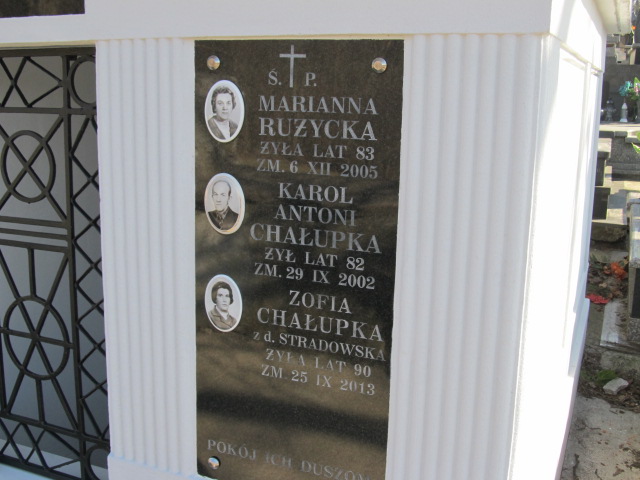 Ś. P.
MARIANNA
RUŻYCKA
ŻYŁA LAT 83
ZM. 6 XII 2005
KAROL
ANTONI
CHAŁUPKA
ŻYŁ LAT 82
ZM. 29 IX 2002
ZOFIA
CHAŁUPKA
z d. STRADOWSKA
ŻYŁA LAT 90
ZM. 25 IX 2013
POKÓJ ICH DUSZOM